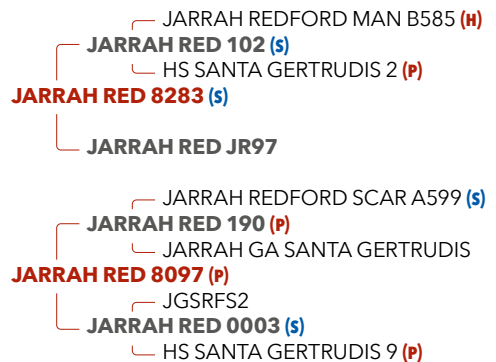 JARRAH REDFORD MAN B585 (H)
JARRAH RED 102 (S)
HS SANTA GERTRUDIS 2 (P)
JARRAH RED 8283 (S)
JARRAH RED JR97
JARRAH REDFORD SCAR A599 (S)
JARRAH RED 190 (P)
JARRAH GA SANTA GERTRUDIS
JARRAH RED 8097 (P)
JGSRFS2
JARRAH RED 0003 (S)
HS SANTA GERTRUDIS 9 (P)